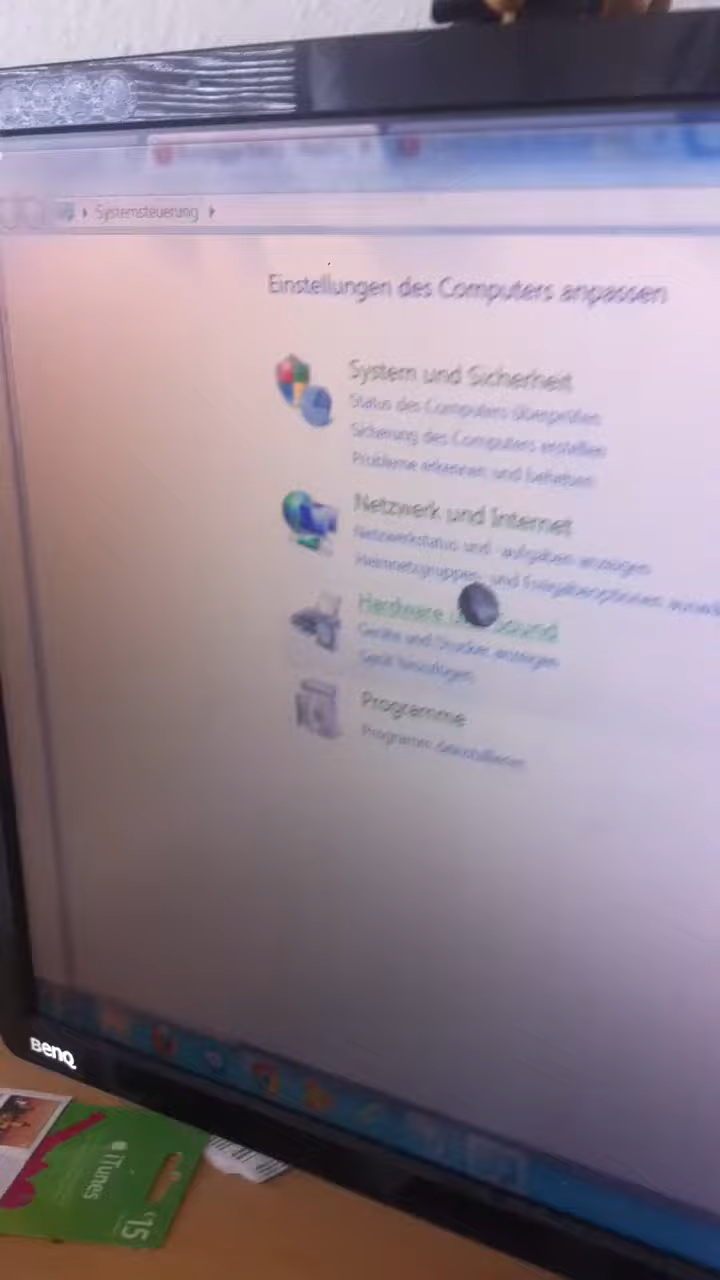 Systemsteuerung
Einstellungen des Computers anpassen
System und Sicherheit
Status des Computers überprüfen
Sicherung des Computers erstellen
Probleme erkennen und beheben
Netzwerk und Internet
Netzwerkstatus und -aufgaben anzeigen
Heimnetzgruppen- und Freigabeoptionen
Hardware Sound
Geräte und Drucker anzeigen
Gerät hinzufügen
Programme
Programm deinstallieren
BenQ
iTunes
€15